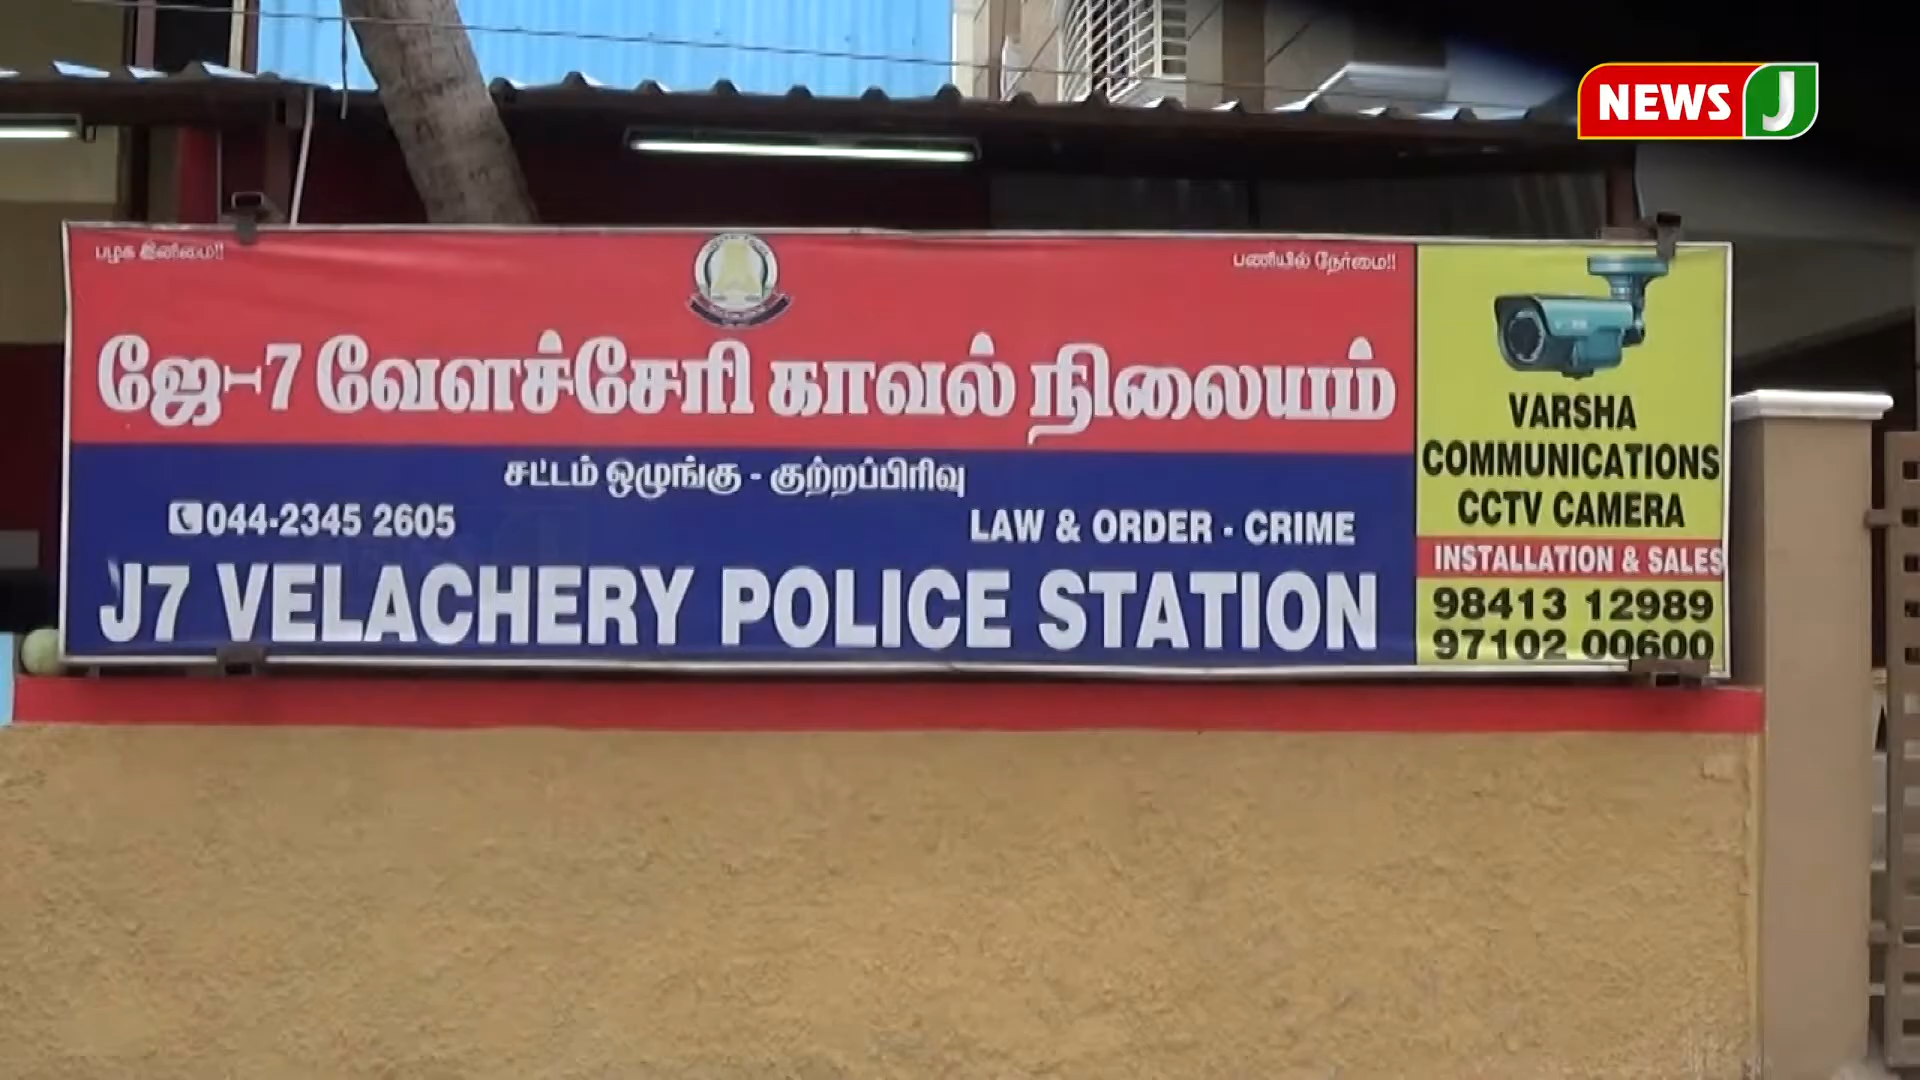 NEWS J
பழக இனிமை!!
பணியில் நேர்மை!!
ஜே-7 வேளச்சேரி காவல் நிலையம்
சட்டம் ஒழுங்கு - குற்றப்பிரிவு
044-2345 2605
LAW & ORDER - CRIME
J7 VELACHERY POLICE STATION
VARSHA
COMMUNICATIONS
CCTV CAMERA
INSTALLATION & SALES
98413 12989
97102 00600